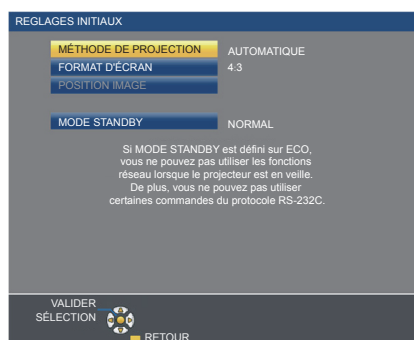 REGLAGES INITIAUX
MÉTHODE DE PROJECTION AUTOMATIQUE
FORMAT D'ÉCRAN 4:3
POSITION IMAGE
MODE STANDBY NORMAL
Si MODE STANDBY est défini sur ECO,
vous ne pouvez pas utiliser les fonctions
réseau lorsque le projecteur est en veille.
De plus, vous ne pouvez pas utiliser
certaines commandes du protocole RS-232C.
VALIDER
SÉLECTION
RETOUR